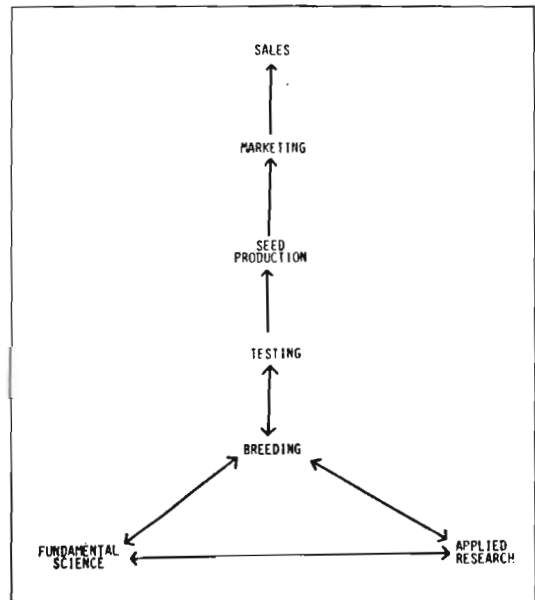 SALES
MARKETING
SEED
PRODUCTION
TESTING
BREEDING
FUNDAMENTAL
SCIENCE
APPLIED
RESEARCH